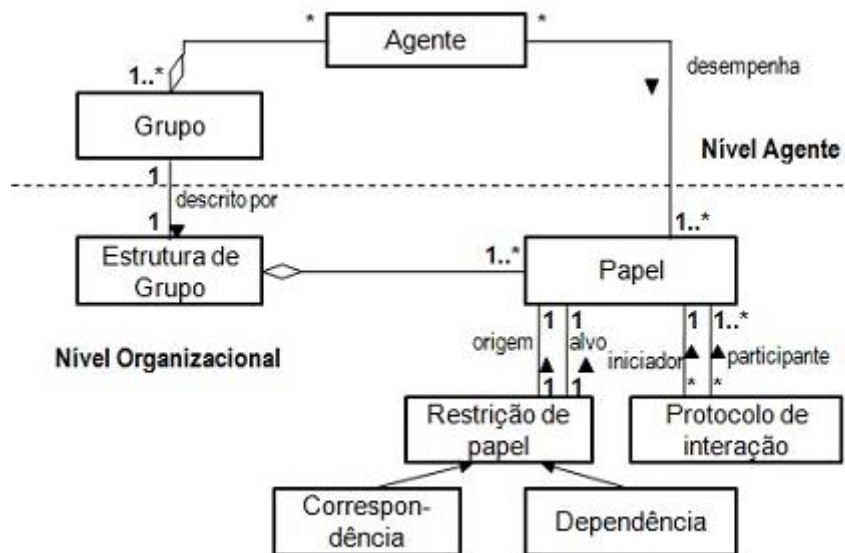 * Agente *
1..*
desempenha
Grupo
Nível Agente
1
descrito por
1
1..* 1..*
Estrutura de
Grupo
Papel
1 1 1 1..*
Nível Organizacional
origem alvo iniciador participante
1 1 * *
Restrição de
papel
Protocolo de
interação
Correspon-
dência
Dependência